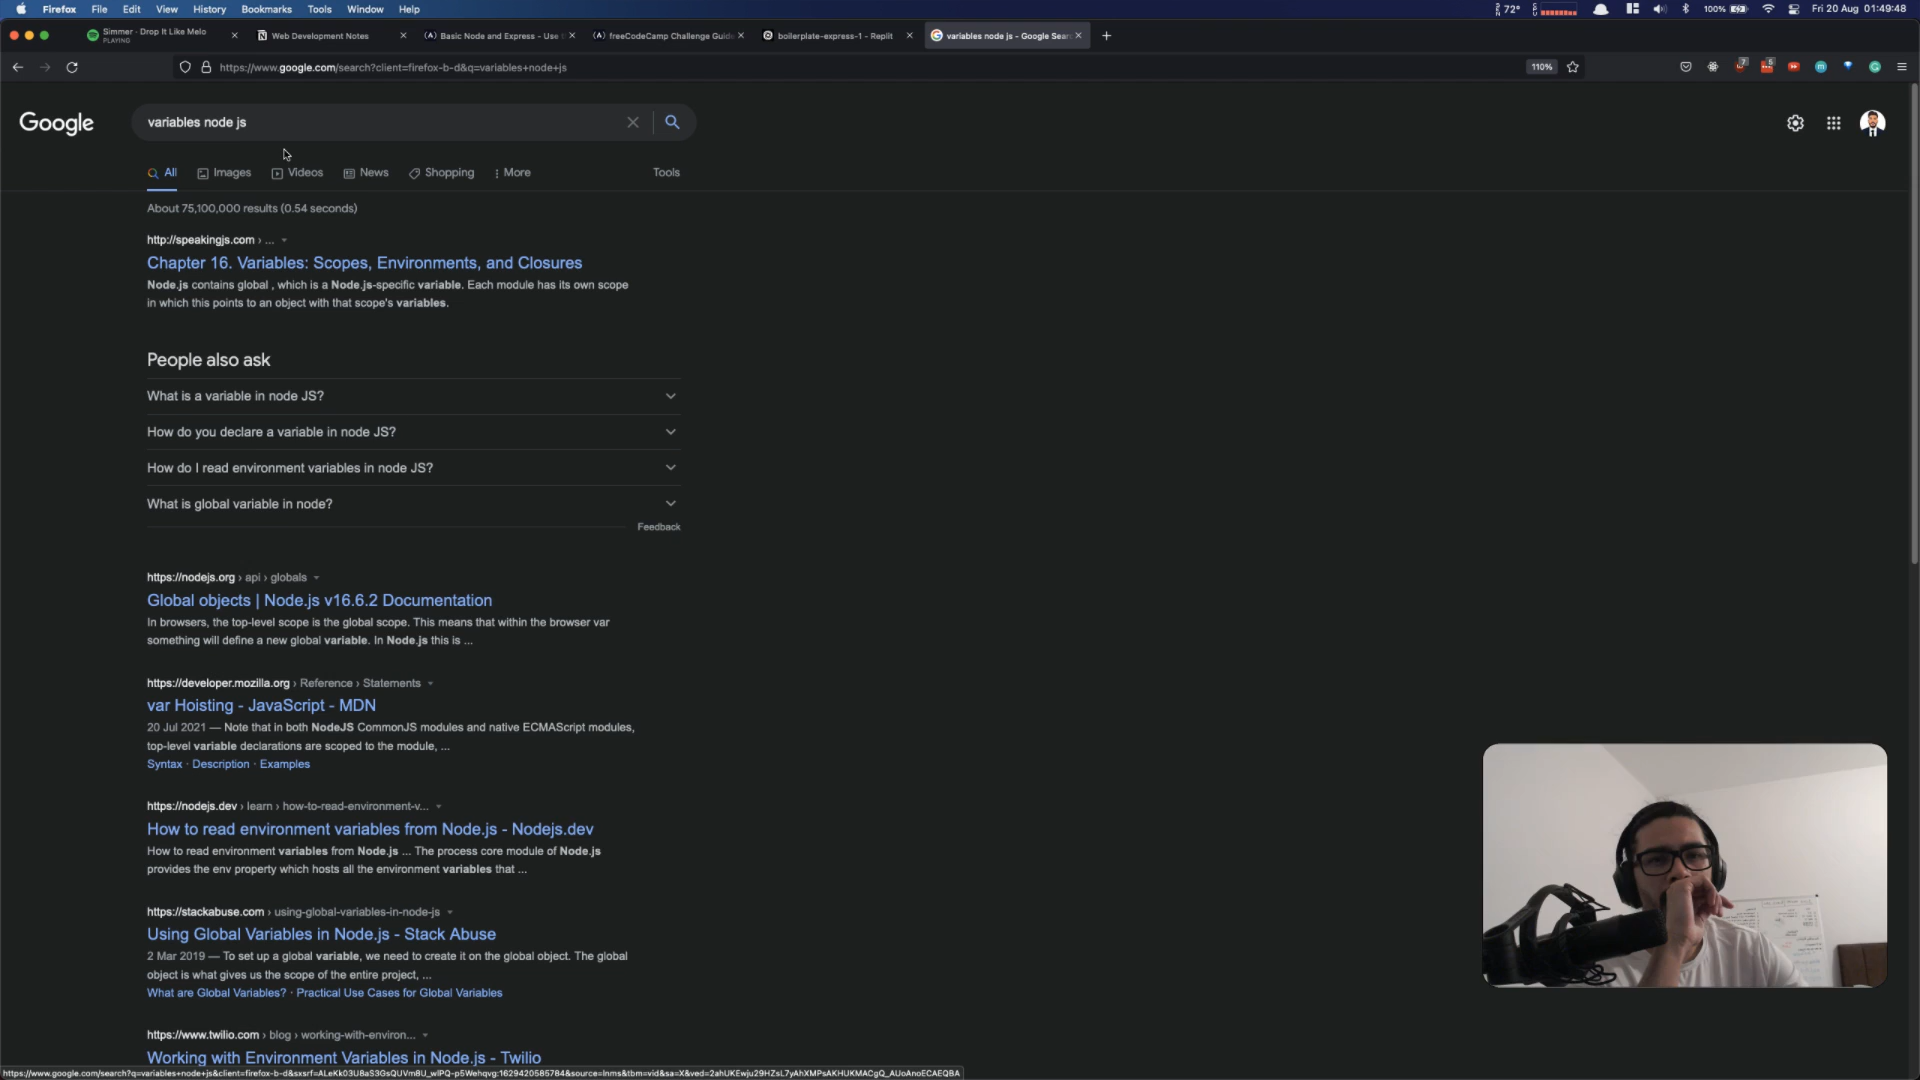 Firefox File Edit View History Bookmarks Tools Window Help
72° 100% Fri 20 Aug 01:49:48
Simmer - Drop It Like Melo
PLAYING
Web Development Notes
Basic Node and Express - Use
freeCodeCamp Challenge Guide
boilerplate-express-1 - Replit
variables node js - Google Sear
https://www.google.com/search?client=firefox-b-d&q=variables+node+js
110%
Google
variables node js
All Images Videos News Shopping More Tools
About 75,100,000 results (0.54 seconds)
http://speakingjs.com › ...
Chapter 16. Variables: Scopes, Environments, and Closures
Node.js contains global , which is a Node.js-specific variable. Each module has its own scope
in which this points to an object with that scope's variables.
People also ask
What is a variable in node JS?
How do you declare a variable in node JS?
How do I read environment variables in node JS?
What is global variable in node?
Feedback
https://nodejs.org › api › globals
Global objects | Node.js v16.6.2 Documentation
In browsers, the top-level scope is the global scope. This means that within the browser var
something will define a new global variable. In Node.js this is ...
https://developer.mozilla.org › Reference › Statements
var Hoisting - JavaScript - MDN
20 Jul 2021 — Note that in both NodeJS CommonJS modules and native ECMAScript modules,
top-level variable declarations are scoped to the module, ...
Syntax · Description · Examples
https://nodejs.dev › learn › how-to-read-environment-v...
How to read environment variables from Node.js - Nodejs.dev
How to read environment variables from Node.js ... The process core module of Node.js
provides the env property which hosts all the environment variables that ...
https://stackabuse.com › using-global-variables-in-node-js
Using Global Variables in Node.js - Stack Abuse
2 Mar 2019 — To set up a global variable, we need to create it on the global object. The global
object is what gives us the scope of the entire project, ...
What are Global Variables? · Practical Use Cases for Global Variables
https://www.twilio.com › blog › working-with-environ...
Working with Environment Variables in Node.js - Twilio